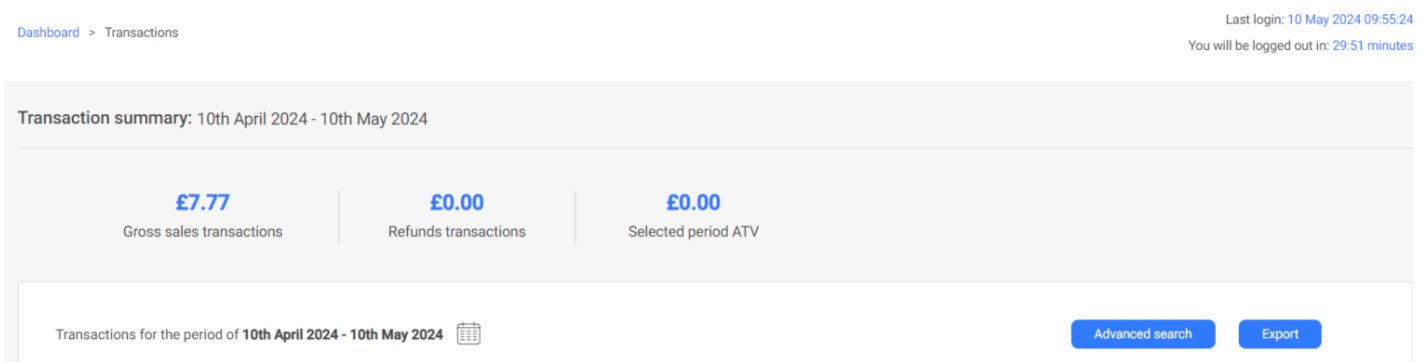 Last login: 10 May 2024 09:55:24
Dashboard > Transactions
You will be logged out in: 29:51 minutes
Transaction summary: 10th April 2024 - 10th May 2024
£7.77 £0.00 £0.00
Gross sales transactions Refunds transactions Selected period ATV
Transactions for the period of 10th April 2024 - 10th May 2024 Advanced search Export